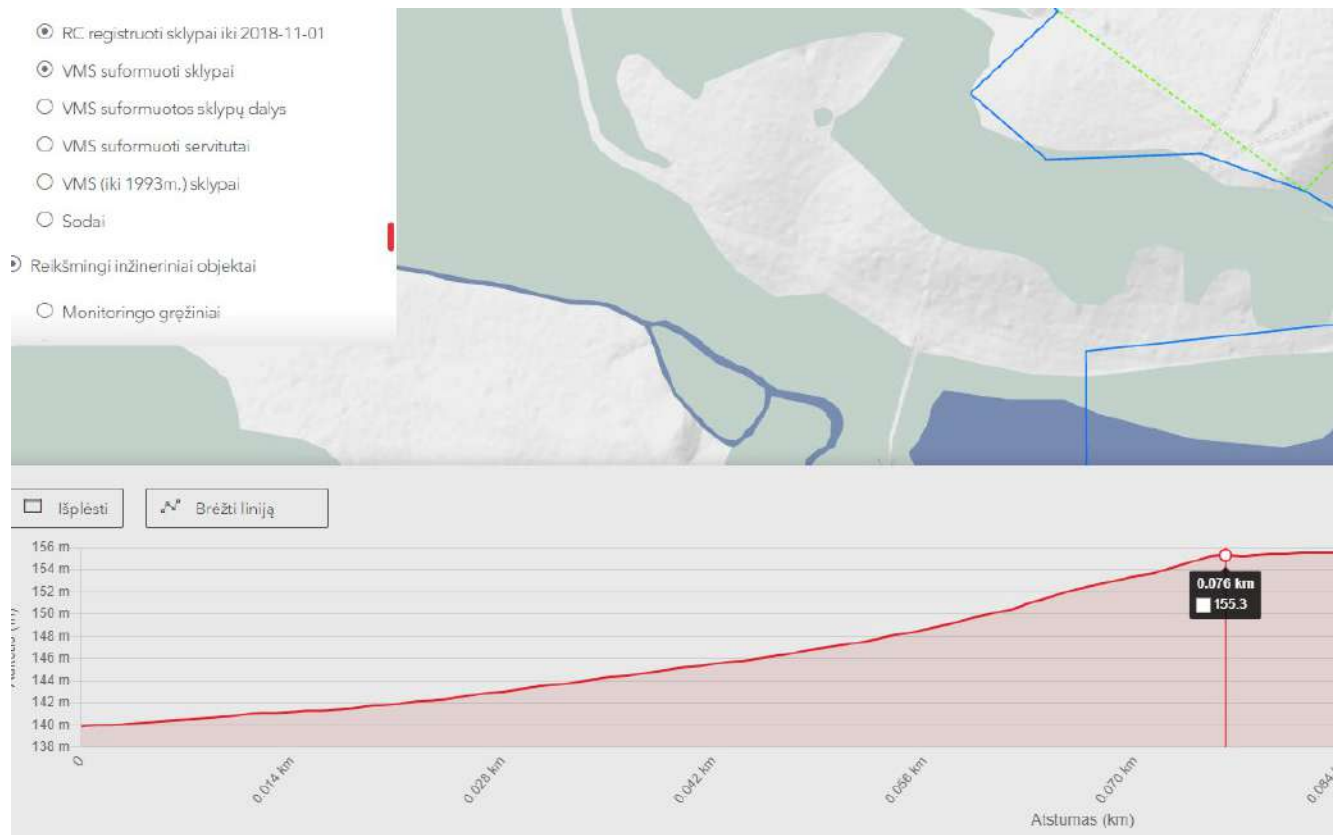 RC registruoti sklypai iki 2018-11-01
VMS suformuoti sklypai
VMS suformuotos sklypų dalys
VMS suformuoti servitutai
VMS (iki 1993m.) sklypai
Sodai
Reikšmingi inžineriniai objektai
Monitoringo gręžiniai
Išplėsti
Brėžti liniją
156 m
154 m
152 m
150 m
148 m
146 m
144 m
142 m
140 m
138 m
0.076 km
155.3
0
0.014 km
0.028 km
0.042 km
0.056 km
0.070 km
0.084
Atstumas (km)